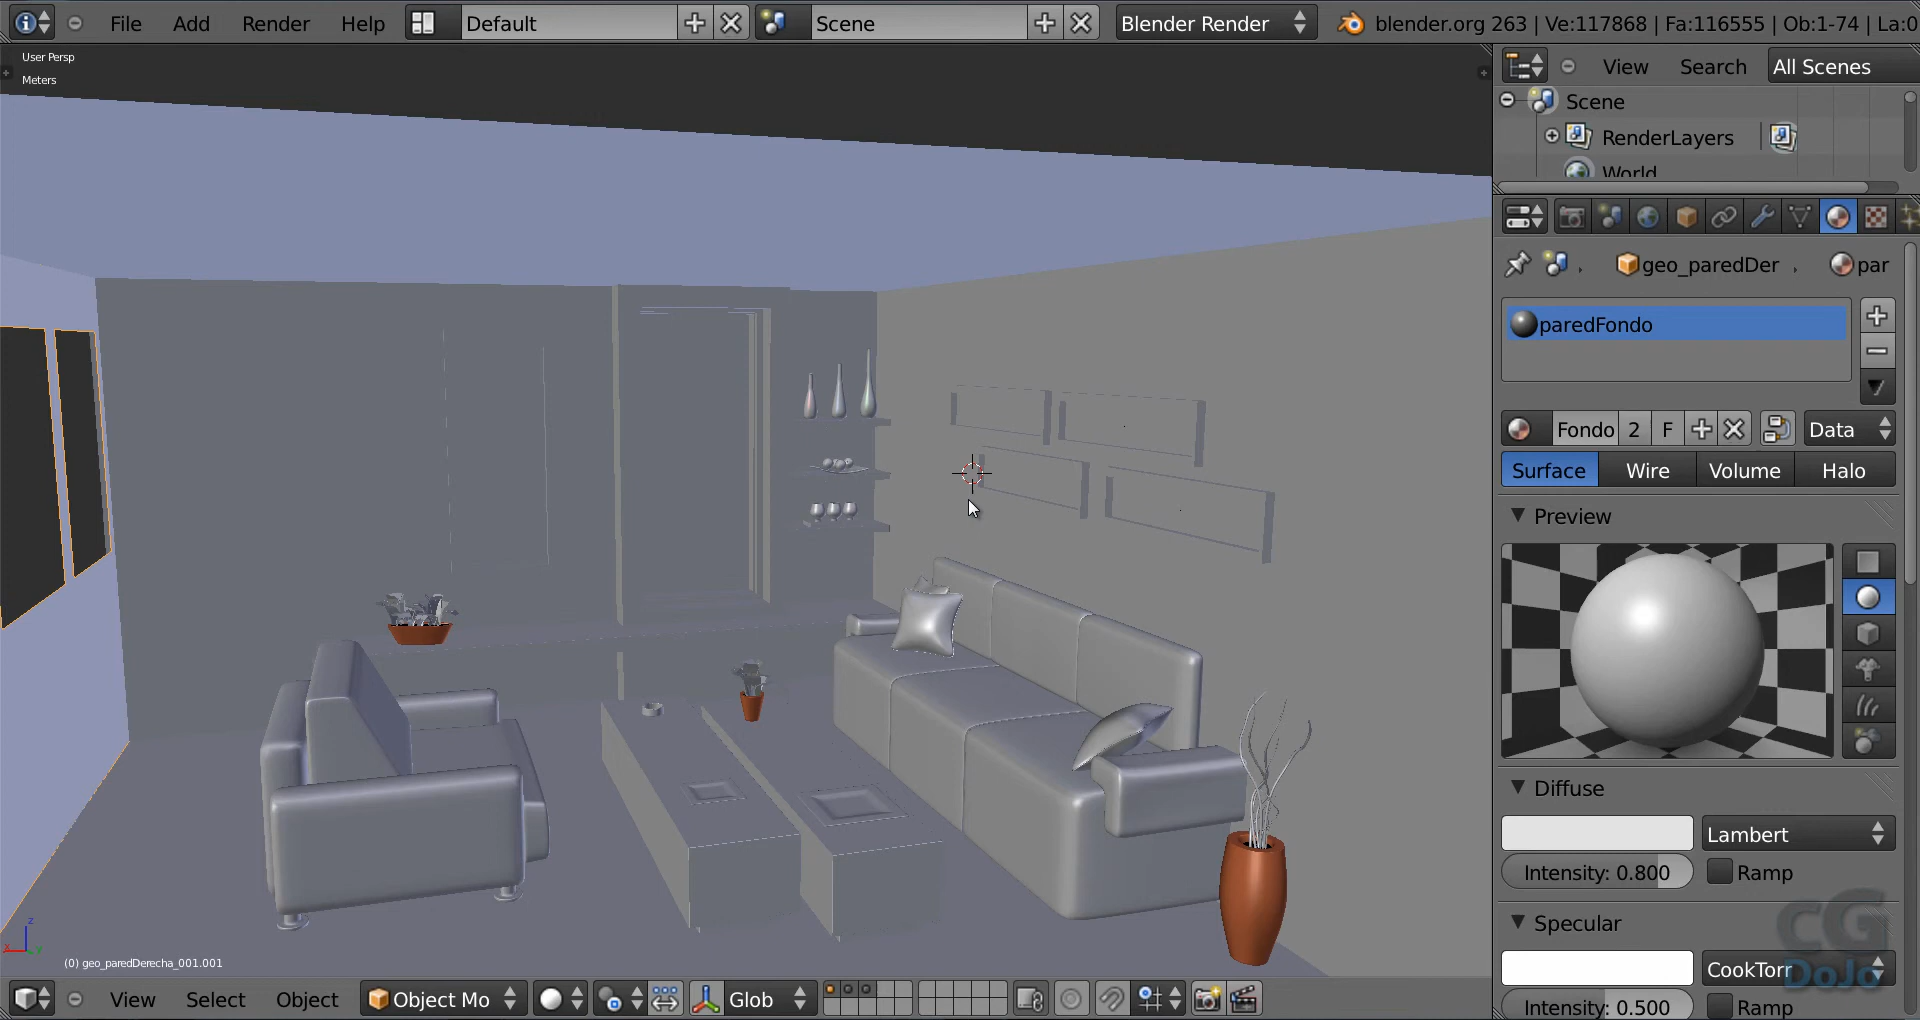 File Add Render Help Default Scene Blender Render blender.org 263 | Ve:117868 | Fa:116555 | Ob:1-74 | La:0
User Persp
Meters
View Search All Scenes
Scene
RenderLayers
World
geo_paredDer par
paredFondo
Fondo 2 F Data
Surface Wire Volume Halo
Preview
Diffuse
Lambert
Intensity: 0.800 Ramp
Specular
CookTorr
Intensity: 0.500 Ramp
CG
DoJo
z
x y
(0) geo_paredDerecha_001.001
View Select Object Object Mo Glob